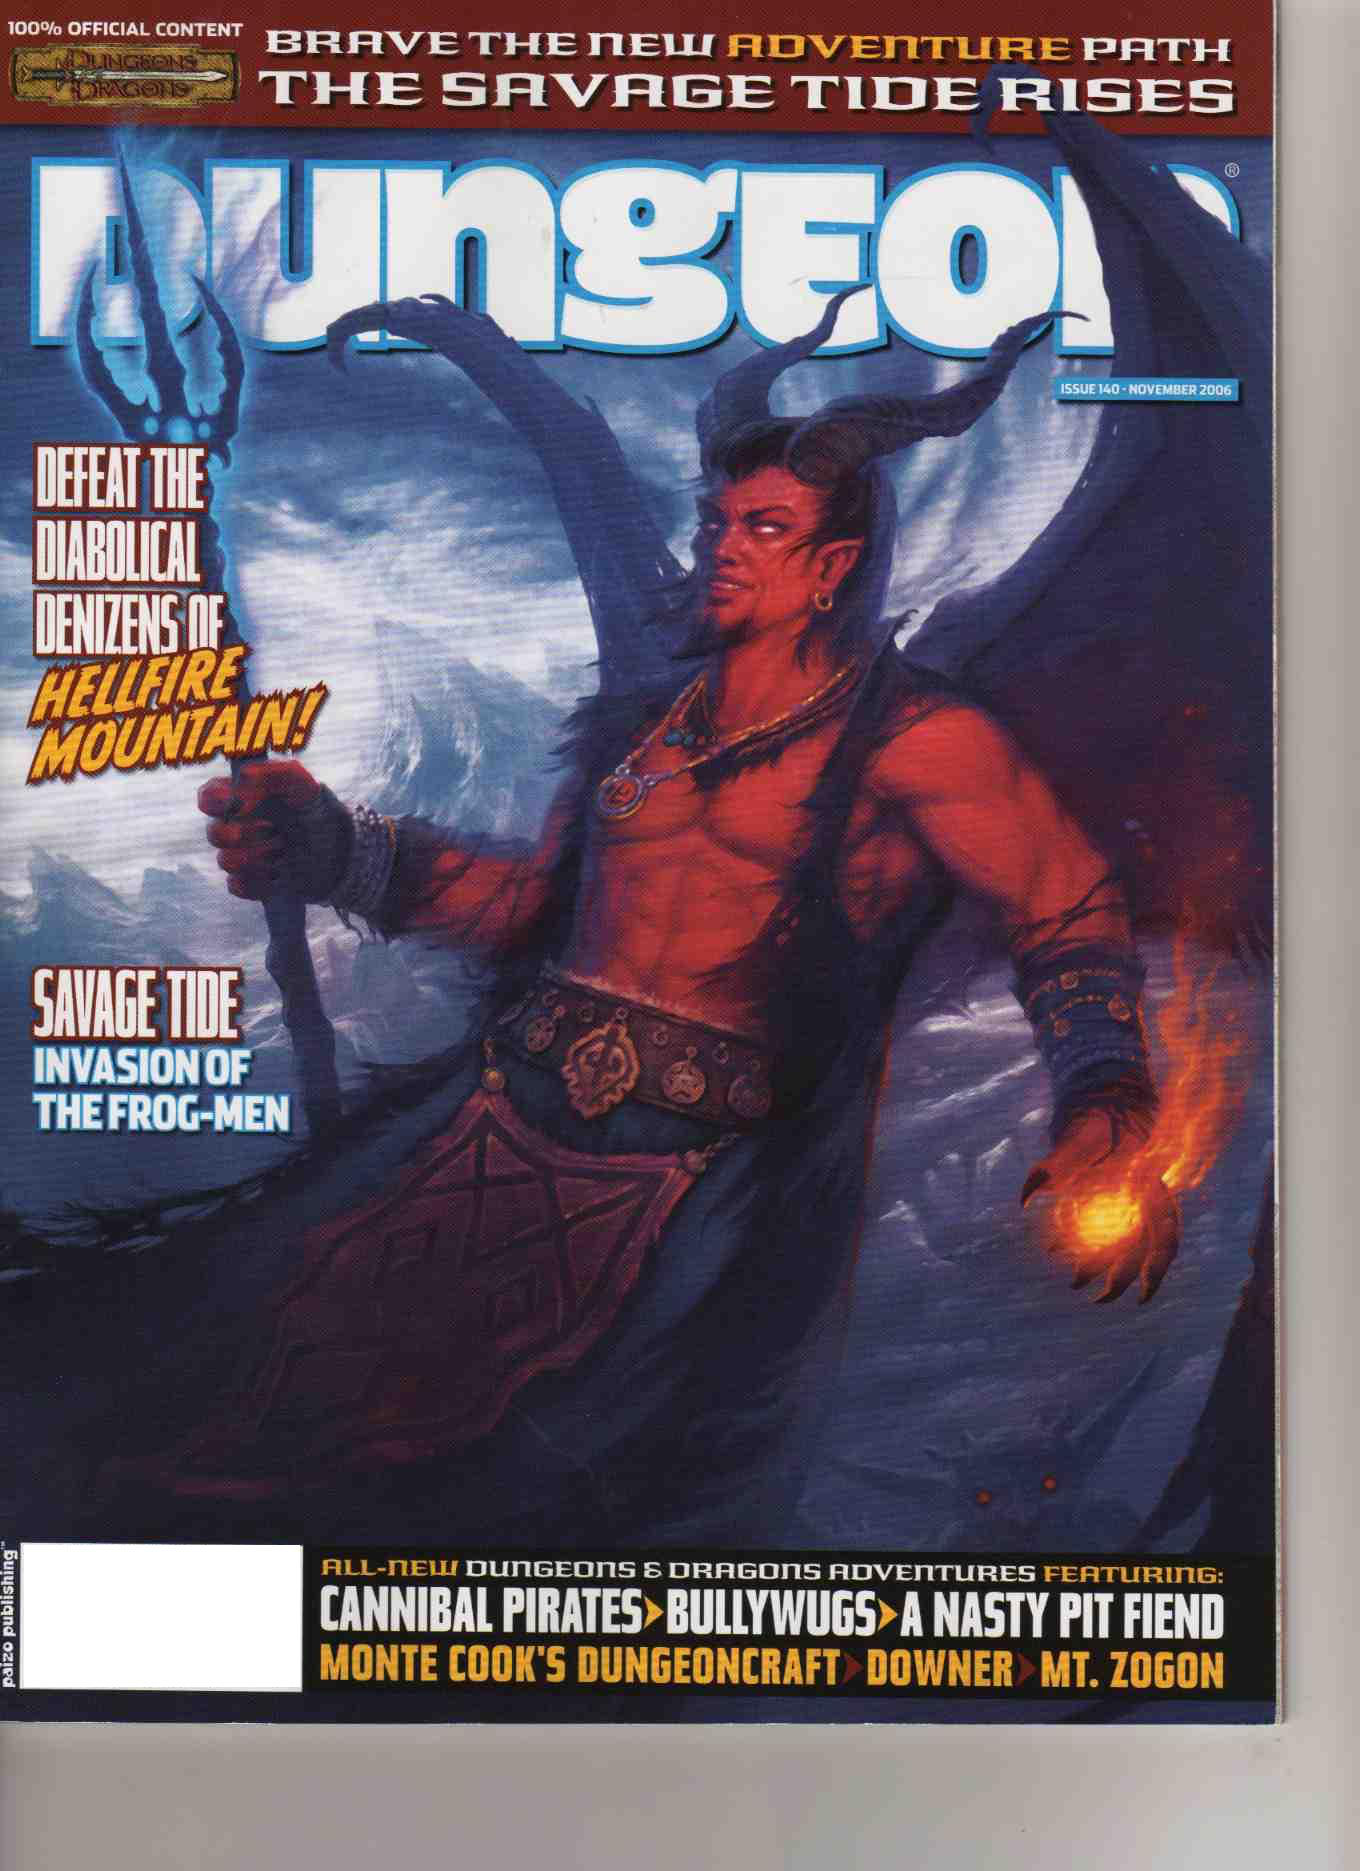 100% OFFICIAL CONTENT
DUNGEONS
& DRAGONS
BRAVE THE NEW ADVENTURE PATH
THE SAVAGE TIDE RISES
DUNGEON®
ISSUE 140 - NOVEMBER 2006
DEFEAT THE
DIABOLICAL
DENIZENS OF
HELLFIRE
MOUNTAIN!
SAVAGE TIDE
INVASION OF
THE FROG-MEN
paizo publishing™
ALL-NEW DUNGEONS & DRAGONS ADVENTURES FEATURING:
CANNIBAL PIRATES>BULLYWUGS>A NASTY PIT FIEND
MONTE COOK'S DUNGEONCRAFT>DOWNER>MT. ZOGON